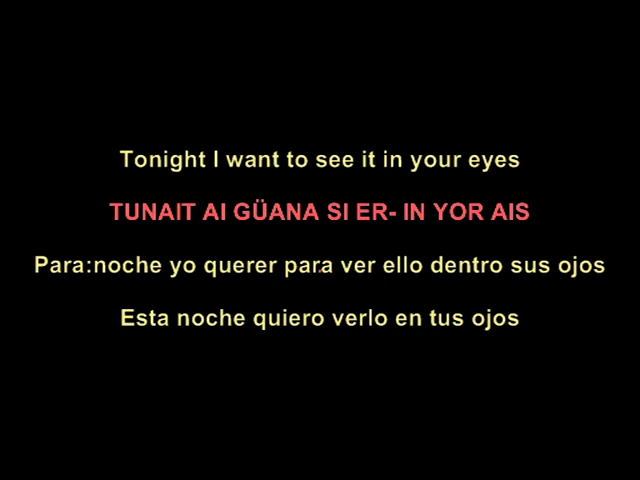 Tonight I want to see it in your eyes
TUNAIT AI GÜANA SI ER- IN YOR AIS
Para:noche yo querer para ver ello dentro sus ojos
Esta noche quiero verlo en tus ojos